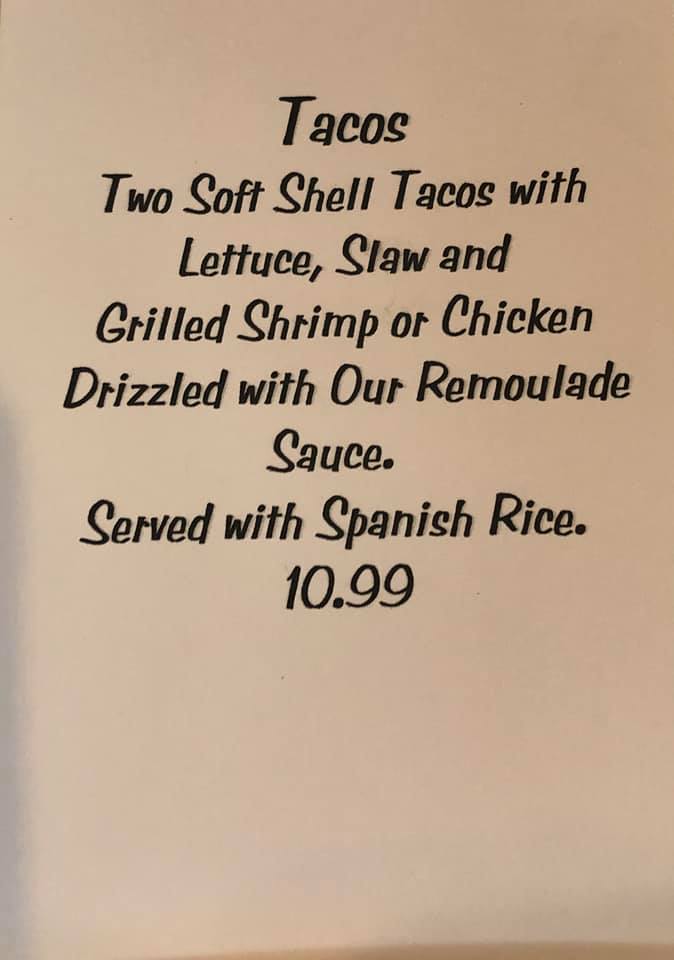 Tacos
Two Soft Shell Tacos with
Lettuce, Slaw and
Grilled Shrimp or Chicken
Drizzled with Our Remoulade
Sauce.
Served with Spanish Rice.
10.99